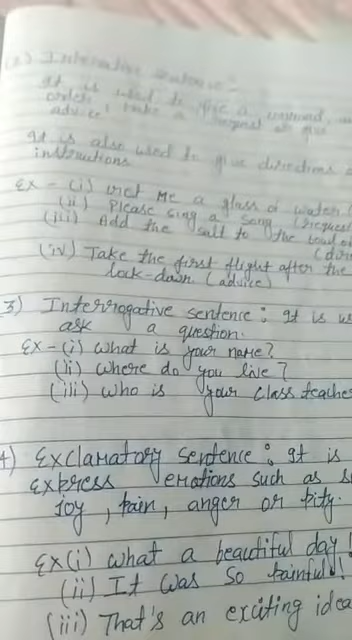 (2) Imperative sentence:-
It is used to give a command, 
order, make a request or give
advice.
It is also used to give directions
instructions
Ex - (i) Get Me a glass of water (
(ii) Please sing a song (request
(iii) Add the salt to the bowl of
(iv) Take the first flight after the
lock-down (advice)
3) Interrogative sentence: It is us
ask a question.
Ex - (i) What is your name?
(ii) where do you live?
(iii) Who is your class teache
4) Exclamatory sentence: It is
express emotions such as s
joy, pain, anger or pity.
Ex (i) what a beautiful day!
(ii) It was so painful!
(iii) That's an exciting idea